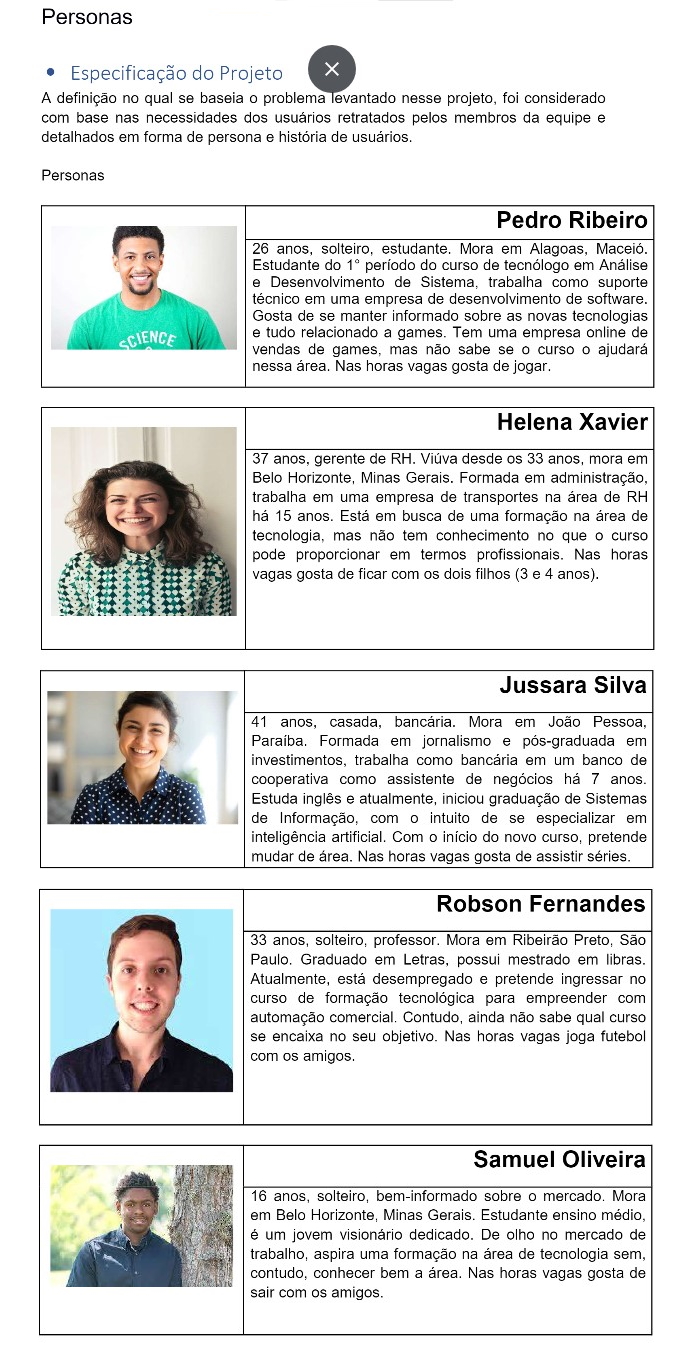 Personas
• Especificação do Projeto
A definição no qual se baseia o problema levantado nesse projeto, foi considerado
com base nas necessidades dos usuários retratados pelos membros da equipe e
detalhados em forma de persona e história de usuários.
Personas
Pedro Ribeiro
SCIENCE
26 anos, solteiro, estudante. Mora em Alagoas, Maceió.
Estudante do 1° período do curso de tecnólogo em Análise
e Desenvolvimento de Sistema, trabalha como suporte
técnico em uma empresa de desenvolvimento de software.
Gosta de se manter informado sobre as novas tecnologias
e tudo relacionado a games. Tem uma empresa online de
vendas de games, mas não sabe se o curso o ajudará
nessa área. Nas horas vagas gosta de jogar.
Helena Xavier
37 anos, gerente de RH. Viúva desde os 33 anos, mora em
Belo Horizonte, Minas Gerais. Formada em administração,
trabalha em uma empresa de transportes na área de RH
há 15 anos. Está em busca de uma formação na área de
tecnologia, mas não tem conhecimento no que o curso
pode proporcionar em termos profissionais. Nas horas
vagas gosta de ficar com os dois filhos (3 e 4 anos).
Jussara Silva
41 anos, casada, bancária. Mora em João Pessoa,
Paraíba. Formada em jornalismo e pós-graduada em
investimentos, trabalha como bancária em um banco de
cooperativa como assistente de negócios há 7 anos.
Estuda inglês e atualmente, iniciou graduação de Sistemas
de Informação, com o intuito de se especializar em
inteligência artificial. Com o início do novo curso, pretende
mudar de área. Nas horas vagas gosta de assistir séries.
Robson Fernandes
33 anos, solteiro, professor. Mora em Ribeirão Preto, São
Paulo. Graduado em Letras, possui mestrado em libras.
Atualmente, está desempregado e pretende ingressar no
curso de formação tecnológica para empreender com
automação comercial. Contudo, ainda não sabe qual curso
se encaixa no seu objetivo. Nas horas vagas joga futebol
com os amigos.
Samuel Oliveira
16 anos, solteiro, bem-informado sobre o mercado. Mora
em Belo Horizonte, Minas Gerais. Estudante ensino médio,
é um jovem visionário dedicado. De olho no mercado de
trabalho, aspira uma formação na área de tecnologia sem,
contudo, conhecer bem a área. Nas horas vagas gosta de
sair com os amigos.